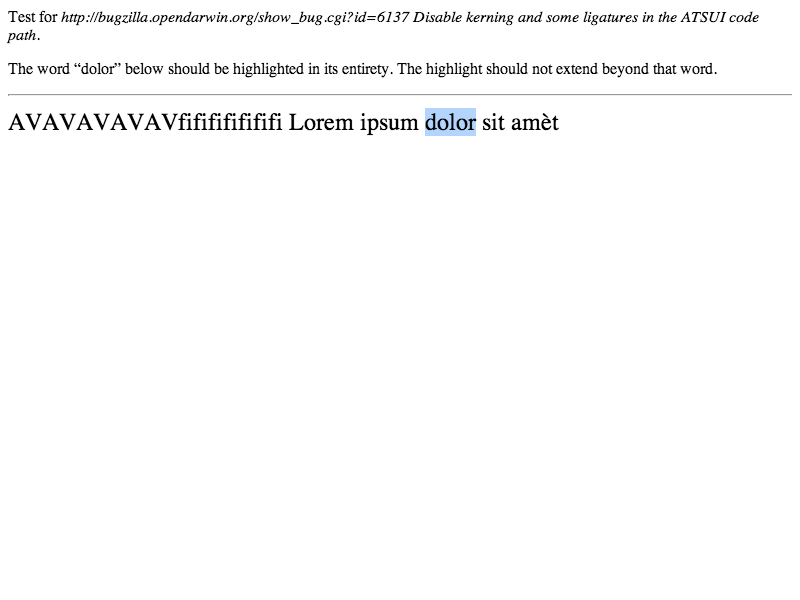 Test for http://bugzilla.opendarwin.org/show_bug.cgi?id=6137 Disable kerning and some ligatures in the ATSUI code
path.
The word “dolor” below should be highlighted in its entirety. The highlight should not extend beyond that word.
AVAVAVAVAVfifififififififi Lorem ipsum dolor sit amèt